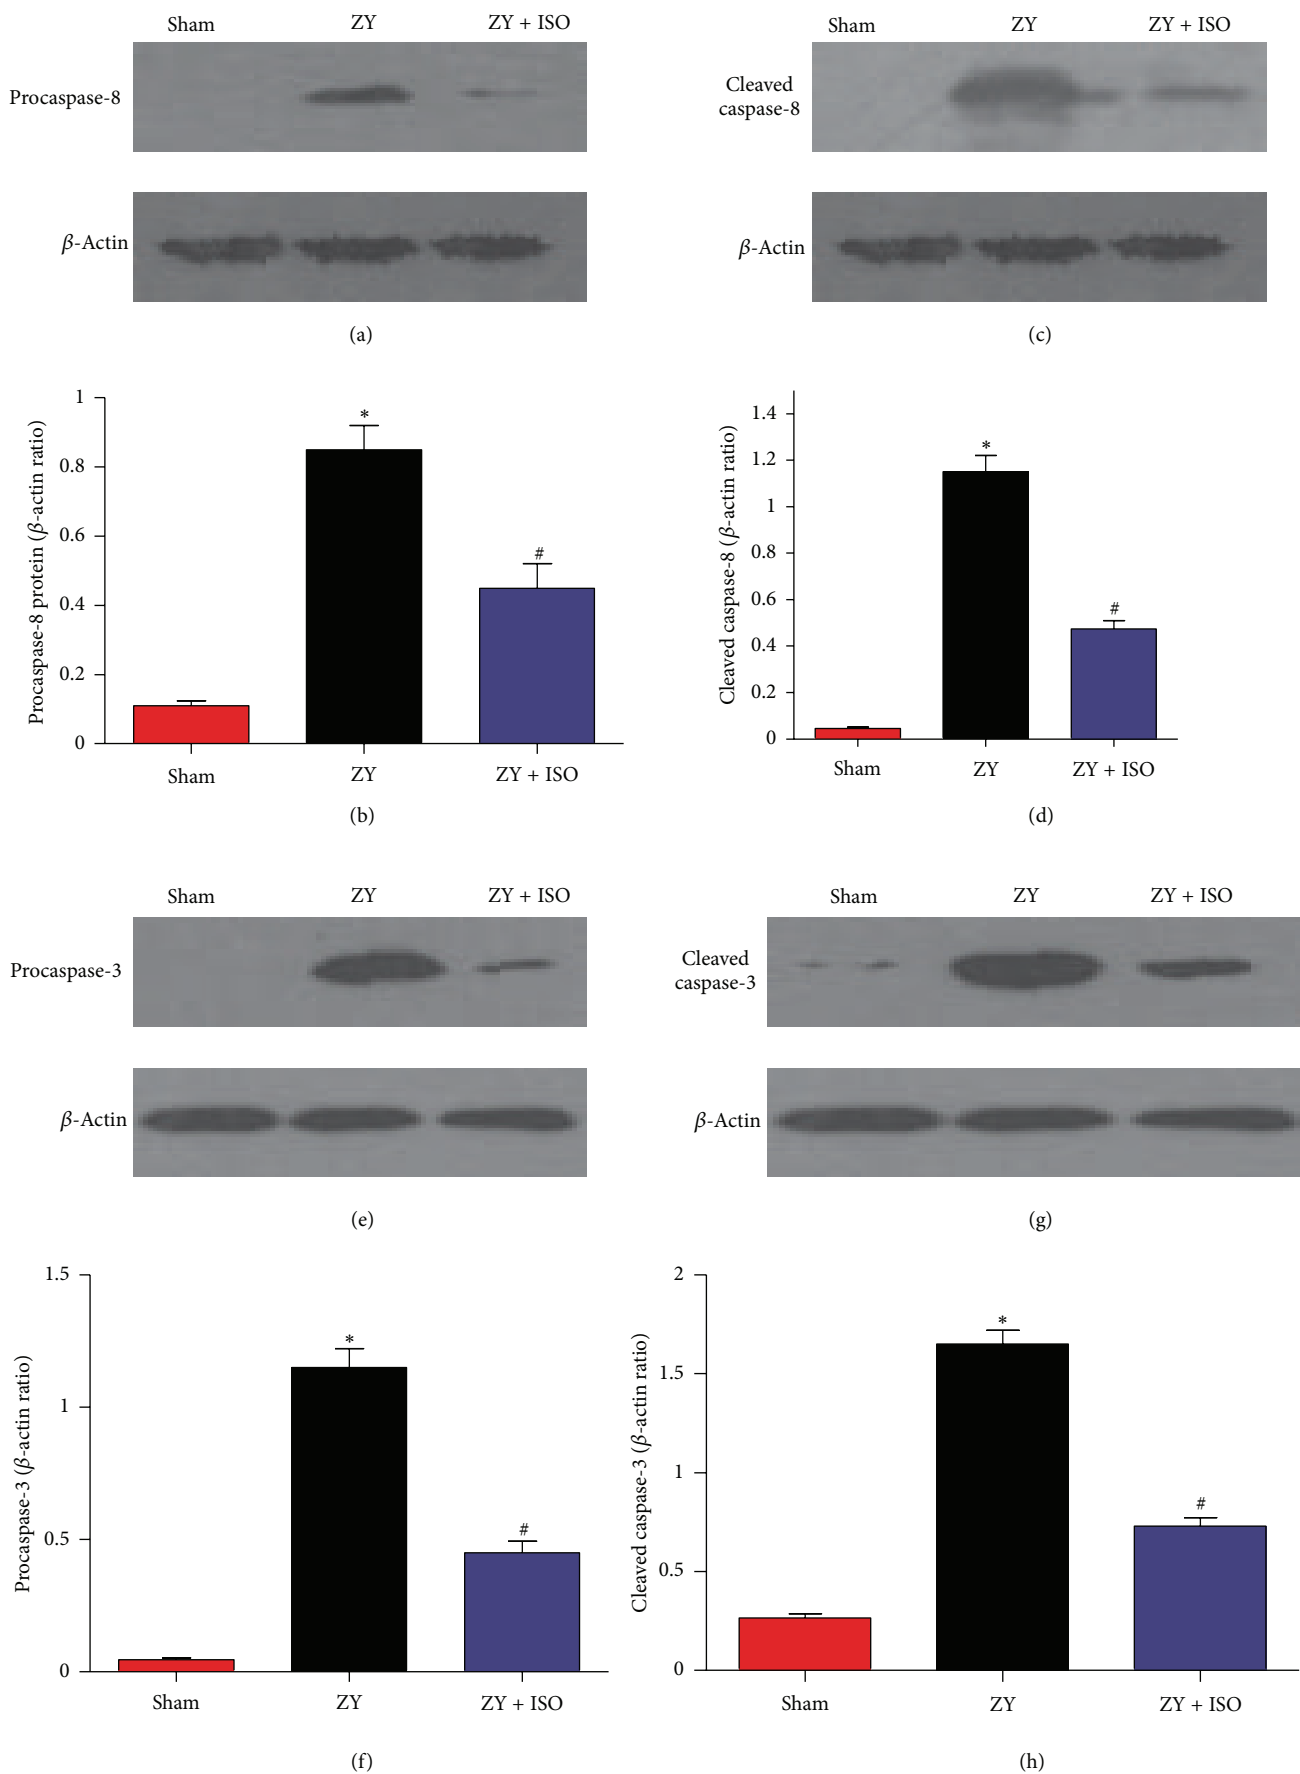 Sham ZY ZY + ISO
Procaspase-8
β-Actin
(a)
Sham ZY ZY + ISO
Cleaved
caspase-8
β-Actin
(c)
Procaspase-8 protein (β-actin ratio)
1
0.8
0.6
0.4
0.2
0
*
#
Sham ZY ZY + ISO
(b)
Cleaved caspase-8 (β-actin ratio)
1.4
1.2
1
0.8
0.6
0.4
0.2
0
*
#
Sham ZY ZY + ISO
(d)
Sham ZY ZY + ISO
Procaspase-3
β-Actin
(e)
Sham ZY ZY + ISO
Cleaved
caspase-3
β-Actin
(g)
Procaspase-3 (β-actin ratio)
1.5
1
0.5
0
*
#
Sham ZY ZY + ISO
(f)
Cleaved caspase-3 (β-actin ratio)
2
1.5
1
0.5
0
*
#
Sham ZY ZY + ISO
(h)